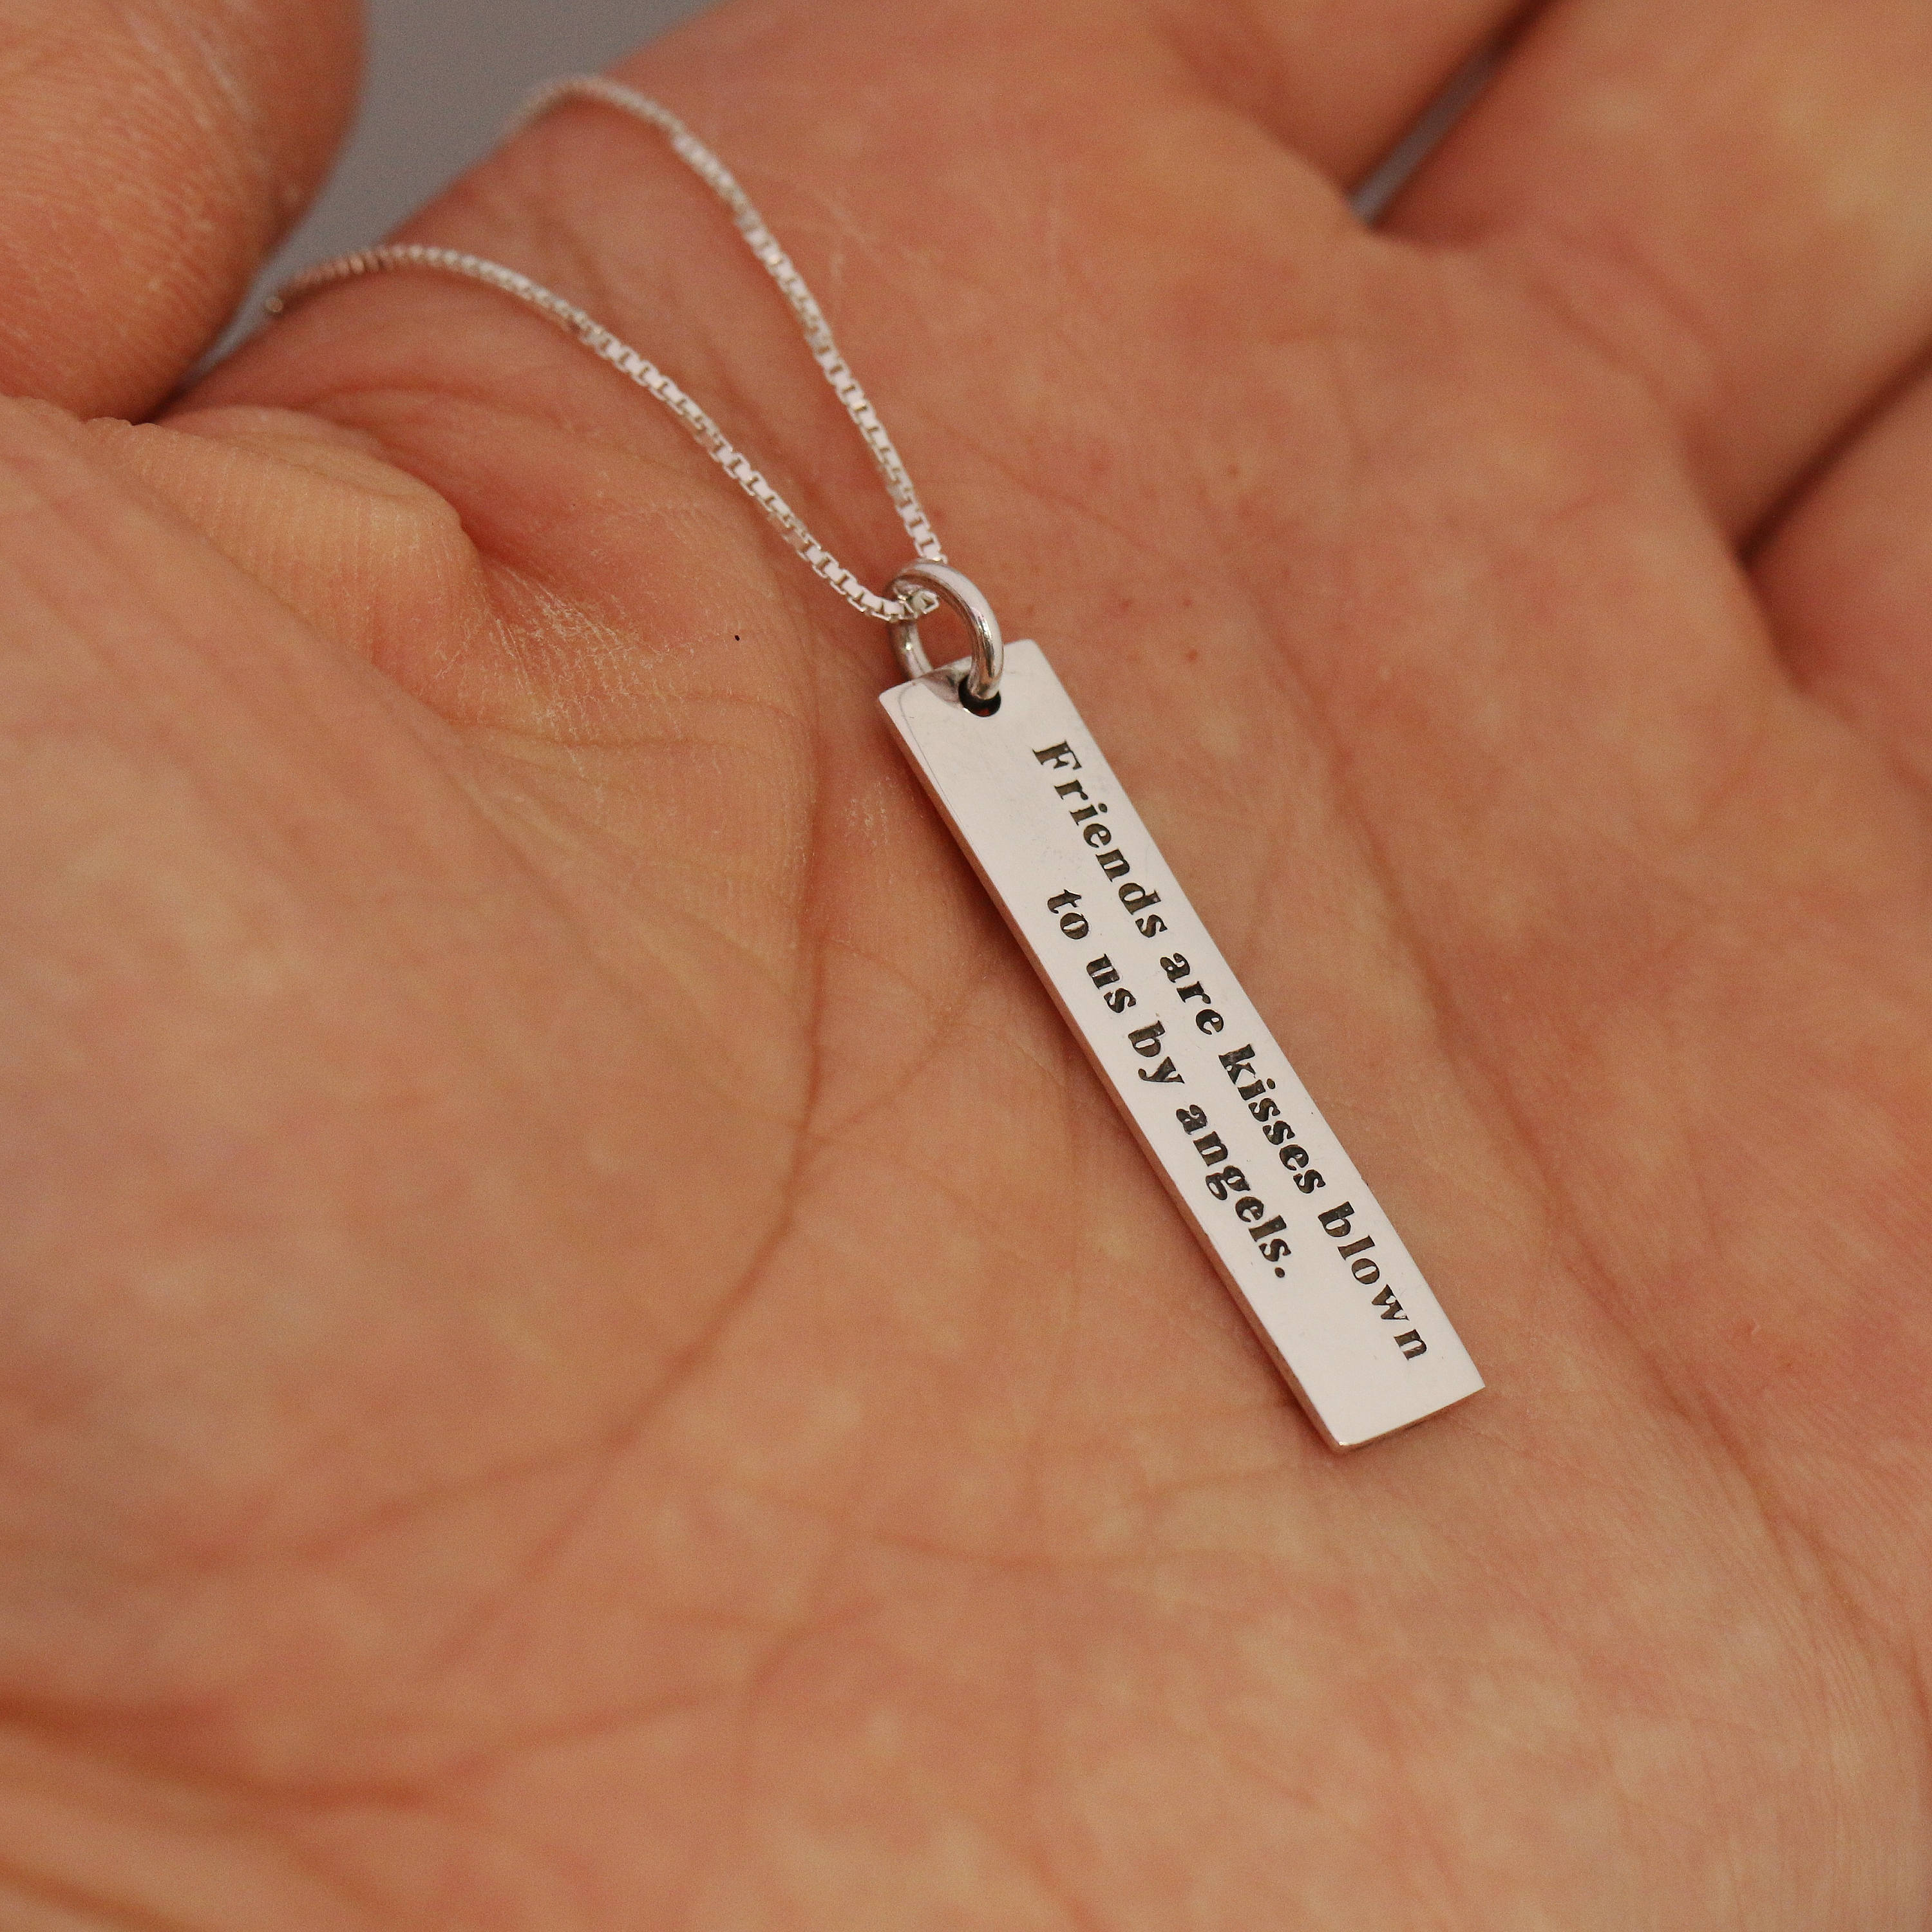 Friends are kisses blown
to us by angels.